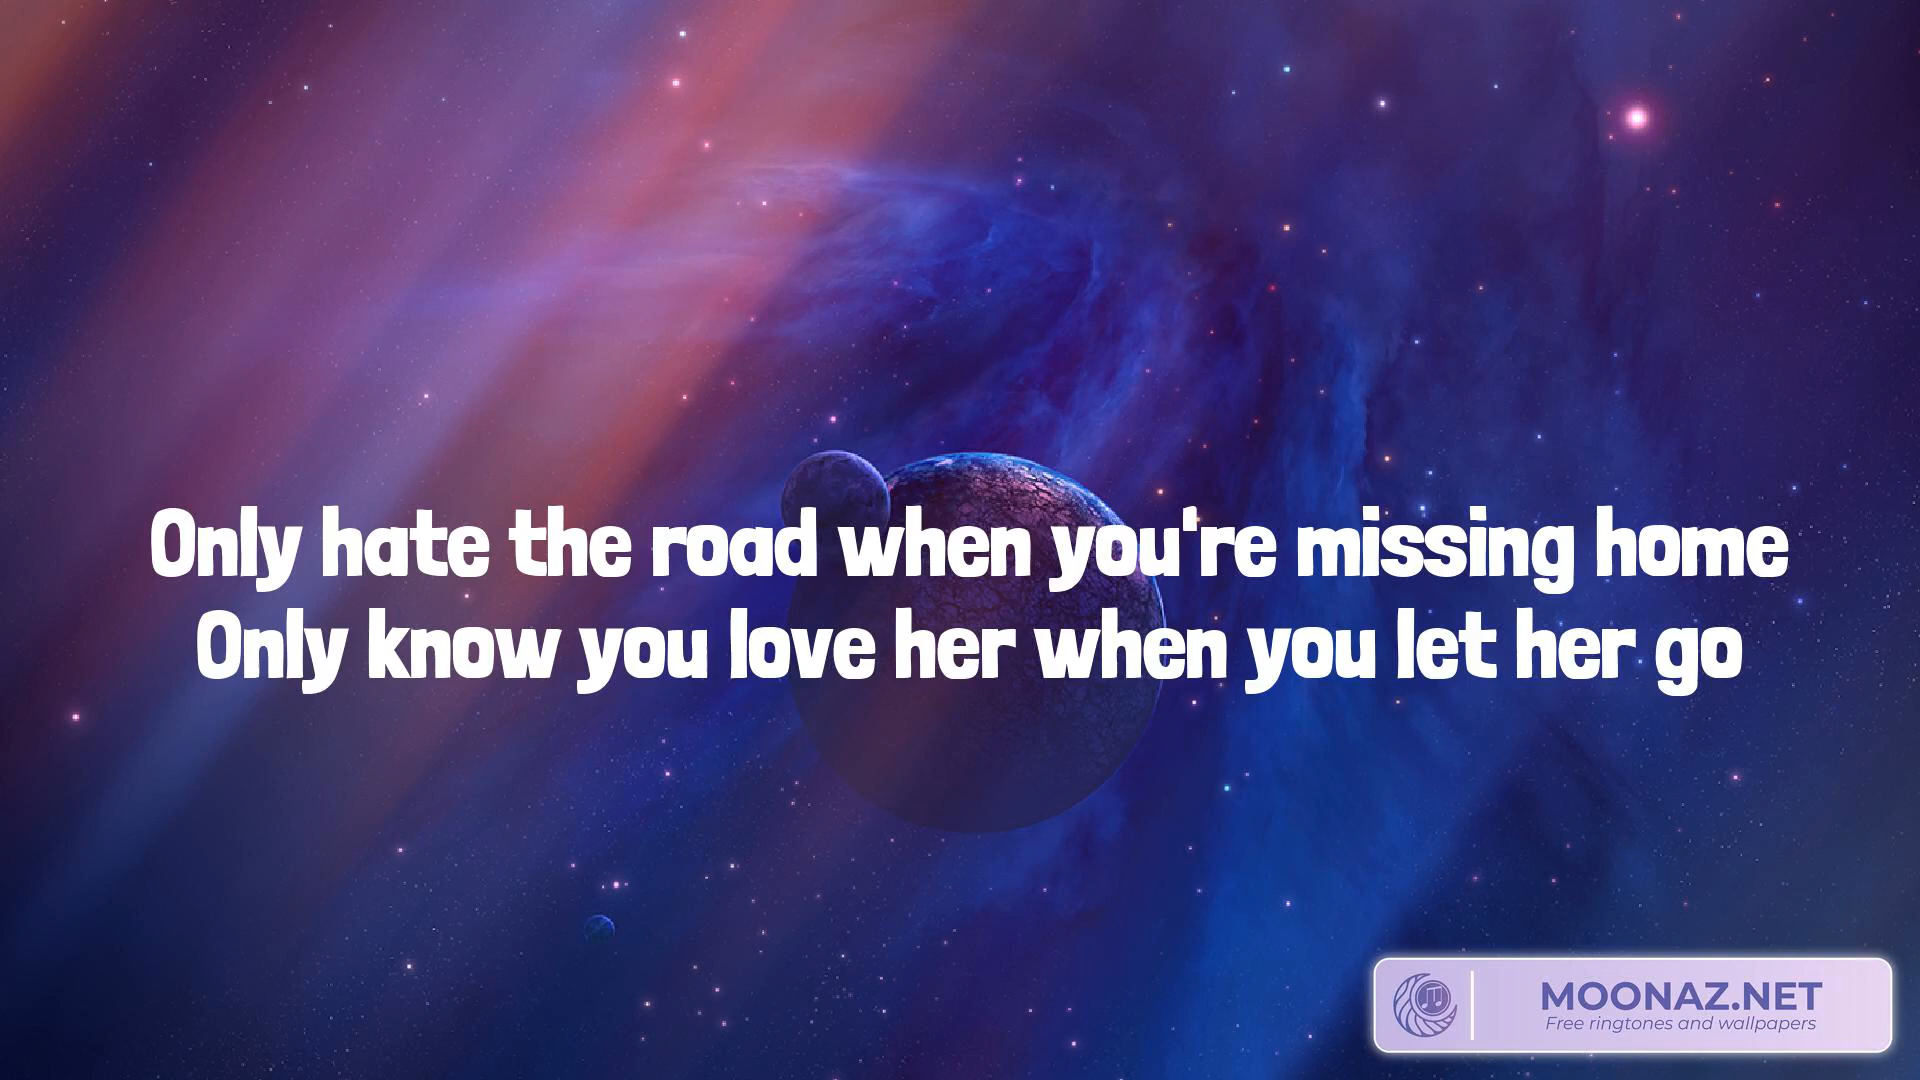 Only hate the road when you're missing home
Only know you love her when you let her go
MOONAZ.NET
Free ringtones and wallpapers